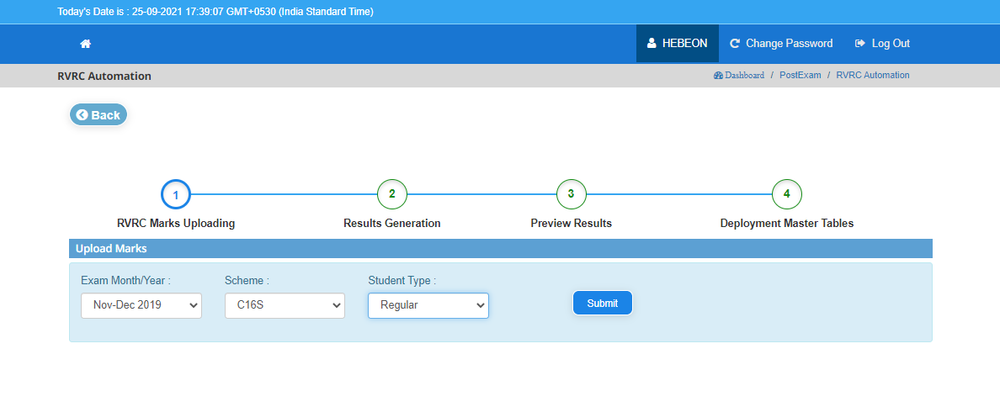 Today's Date is : 25-09-2021 17:39:07 GMT+0530 (India Standard Time)
HEBEON Change Password Log Out
RVRC Automation Dashboard / PostExam / RVRC Automation
Back
1 2 3 4
RVRC Marks Uploading Results Generation Preview Results Deployment Master Tables
Upload Marks
Exam Month/Year : Scheme : Student Type :
Nov-Dec 2019 C16S Regular Submit